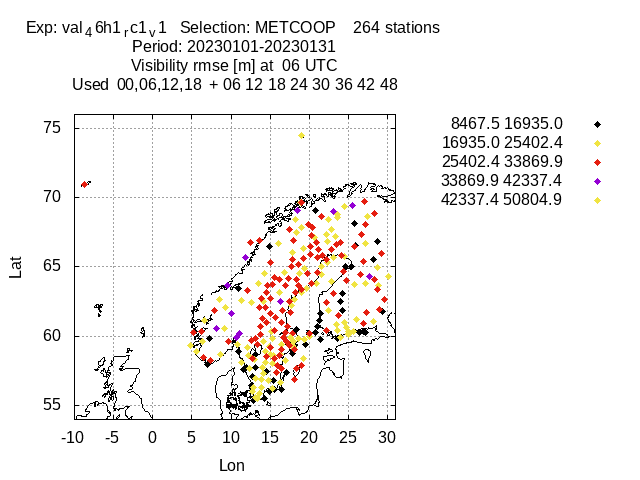 Exp: val4 6h1rc1v1 Selection: METCOOP 264 stations
Period: 20230101-20230131
Visibility rmse [m] at 06 UTC
Used 00,06,12,18 + 06 12 18 24 30 36 42 48
8467.5 16935.0
16935.0 25402.4
25402.4 33869.9
33869.9 42337.4
42337.4 50804.9
75
70
65
60
55
Lat
-10 -5 0 5 10 15 20 25 30
Lon